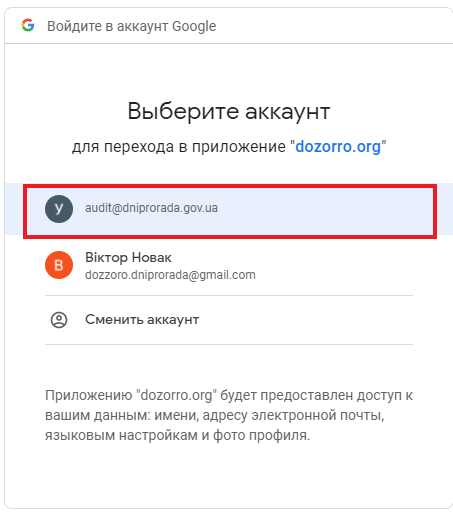 Войдите в аккаунт Google
Выберите аккаунт
для перехода в приложение "dozorro.org"
У
audit@dniprorada.gov.ua
В
Віктор Новак
dozzoro.dniprorada@gmail.com
Сменить аккаунт
Приложению "dozorro.org" будет предоставлен доступ к
вашим данным: имени, адресу электронной почты,
языковым настройкам и фото профиля.